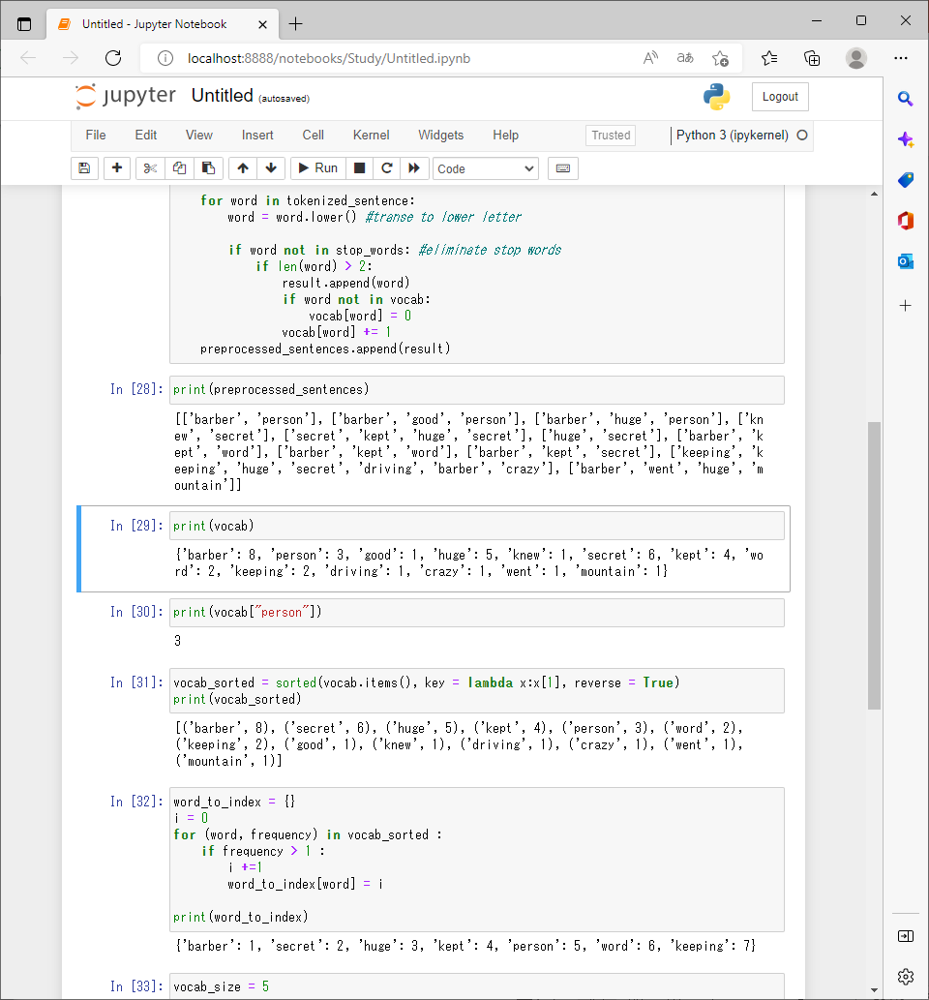 Untitled - Jupyter Notebook
localhost:8888/notebooks/Study/Untitled.ipynb
jupyter Untitled (autosaved)
Logout
File Edit View Insert Cell Kernel Widgets Help
Trusted
Python 3 (ipykernel)
Run
Code
for word in tokenized_sentence:
word = word.lower() #transe to lower letter
if word not in stop_words: #eliminate stop words
if len(word) > 2:
result.append(word)
if word not in vocab:
vocab[word] = 0
vocab[word] += 1
preprocessed_sentences.append(result)
In [28]: print(preprocessed_sentences)
[['barber', 'person'], ['barber', 'good', 'person'], ['barber', 'huge', 'person'], ['kn
ew', 'secret'], ['secret', 'kept', 'huge', 'secret'], ['huge', 'secret'], ['barber', 'k
ept', 'word'], ['barber', 'kept', 'word'], ['barber', 'kept', 'secret'], ['keeping', 'k
eeping', 'huge', 'secret', 'driving', 'barber', 'crazy'], ['barber', 'went', 'huge', 'm
ountain']]
In [29]: print(vocab)
{'barber': 8, 'person': 3, 'good': 1, 'huge': 5, 'knew': 1, 'secret': 6, 'kept': 4, 'wo
rd': 2, 'keeping': 2, 'driving': 1, 'crazy': 1, 'went': 1, 'mountain': 1}
In [30]: print(vocab["person"])
3
In [31]: vocab_sorted = sorted(vocab.items(), key = lambda x:x[1], reverse = True)
print(vocab_sorted)
[('barber', 8), ('secret', 6), ('huge', 5), ('kept', 4), ('person', 3), ('word', 2),
('keeping', 2), ('good', 1), ('knew', 1), ('driving', 1), ('crazy', 1), ('went', 1),
('mountain', 1)]
In [32]: word_to_index = {}
i = 0
for (word, frequency) in vocab_sorted :
if frequency > 1 :
i +=1
word_to_index[word] = i
print(word_to_index)
{'barber': 1, 'secret': 2, 'huge': 3, 'kept': 4, 'person': 5, 'word': 6, 'keeping': 7}
In [33]: vocab_size = 5